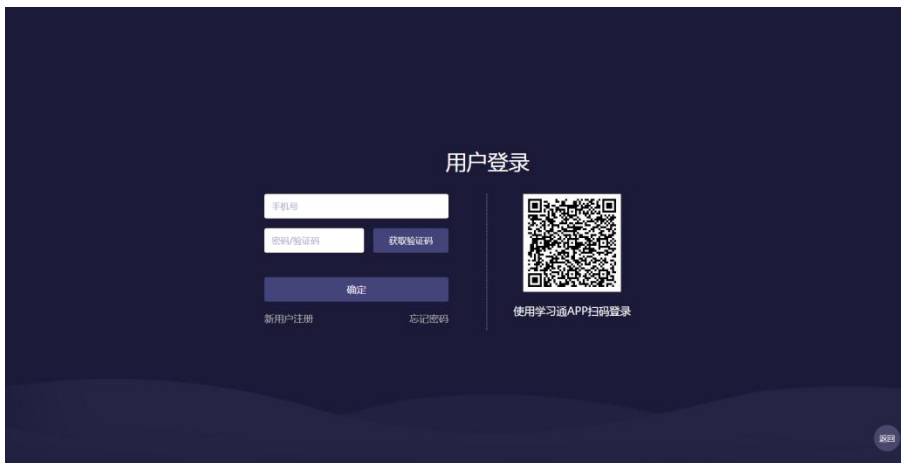 用户登录
手机号
密码/验证码
获取验证码
确定
新用户注册
忘记密码
使用学习通APP扫码登录
返回